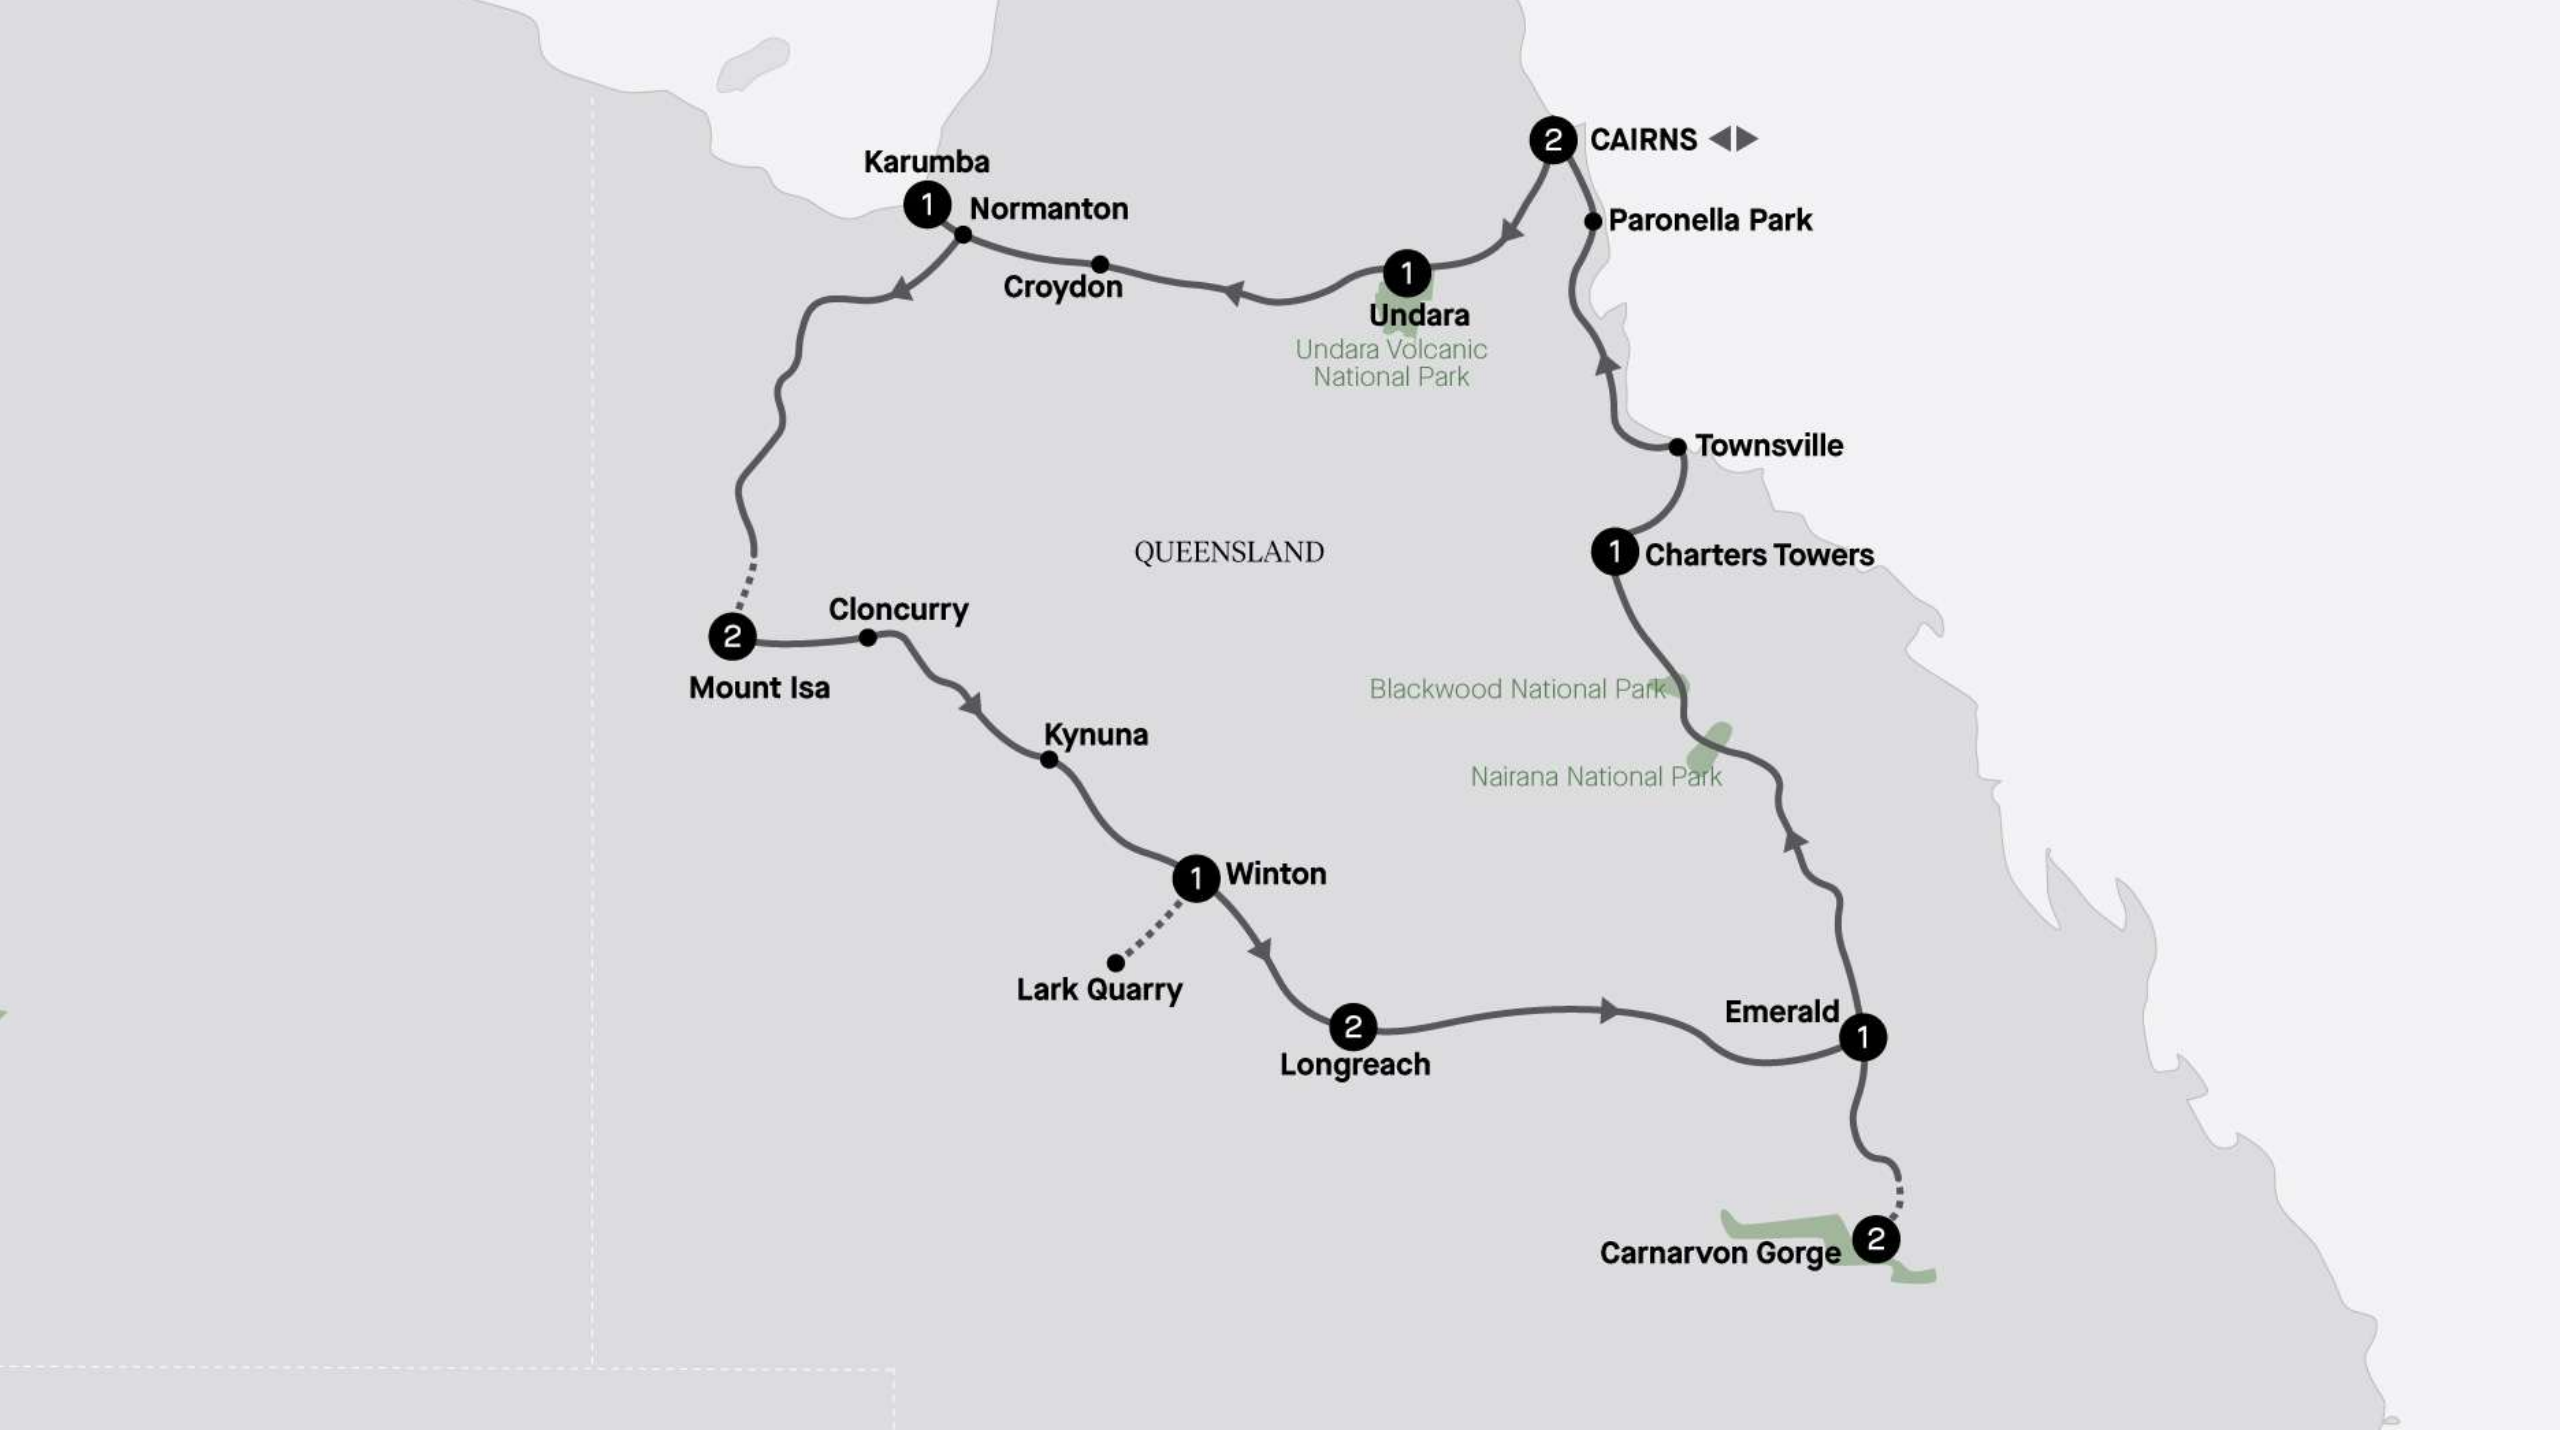 2 CAIRNS
Karumba
1
Normanton
Paronella Park
Croydon
1
Undara
Undara Volcanic
National Park
Townsville
QUEENSLAND
1 Charters Towers
Cloncurry
2
Mount Isa
Blackwood National Park
Kynuna
Nairana National Park
1 Winton
Lark Quarry
Emerald
1
2
Longreach
Carnarvon Gorge 2